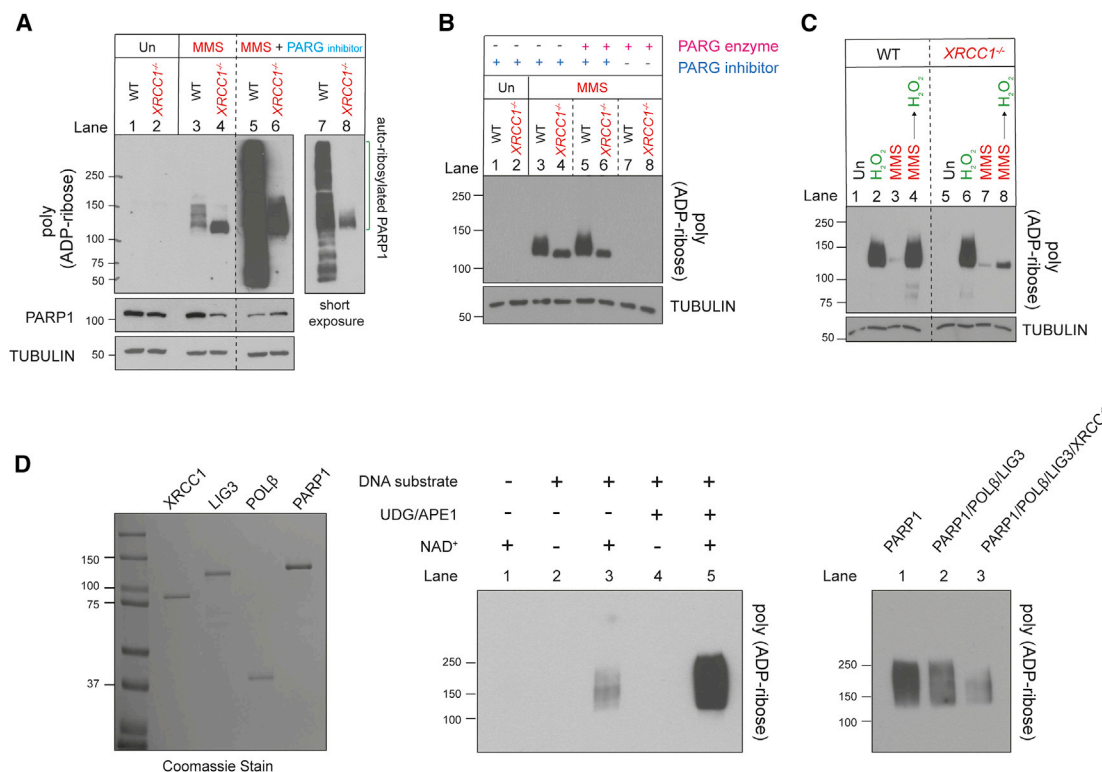 A
Un
MMS
MMS + PARG inhibitor
WT
XRCC1-/-
WT
XRCC1-/-
WT
XRCC1-/-
WT
XRCC1-/-
Lane
1 2 3 4 5 6 7 8
poly
(ADP-ribose)
250
150
100
75
50
auto-ribosylated PARP1
short
exposure
PARP1
100
TUBULIN
50
B
- - - - + + + + PARG enzyme
+ + + + + + - - PARG inhibitor
Un
MMS
WT
XRCC1-/-
WT
XRCC1-/-
WT
XRCC1-/-
WT
XRCC1-/-
Lane
1 2 3 4 5 6 7 8
250
150
100
poly
(ADP-ribose)
50
TUBULIN
C
WT
XRCC1-/-
Un
H2O2
MMS
MMS → H2O2
Un
H2O2
MMS
MMS → H2O2
Lane
1 2 3 4 5 6 7 8
250
150
100
75
poly
(ADP-ribose)
50
TUBULIN
D
XRCC1
LIG3
POLβ
PARP1
150
100
75
37
Coomassie Stain
DNA substrate - + + + +
UDG/APE1 - - - + +
NAD+ + - + - +
Lane 1 2 3 4 5
250
150
100
poly (ADP-ribose)
PARP1
PARP1/POLβ/LIG3
PARP1/POLβ/LIG3/XRCC
Lane 1 2 3
250
150
100
poly (ADP-ribose)